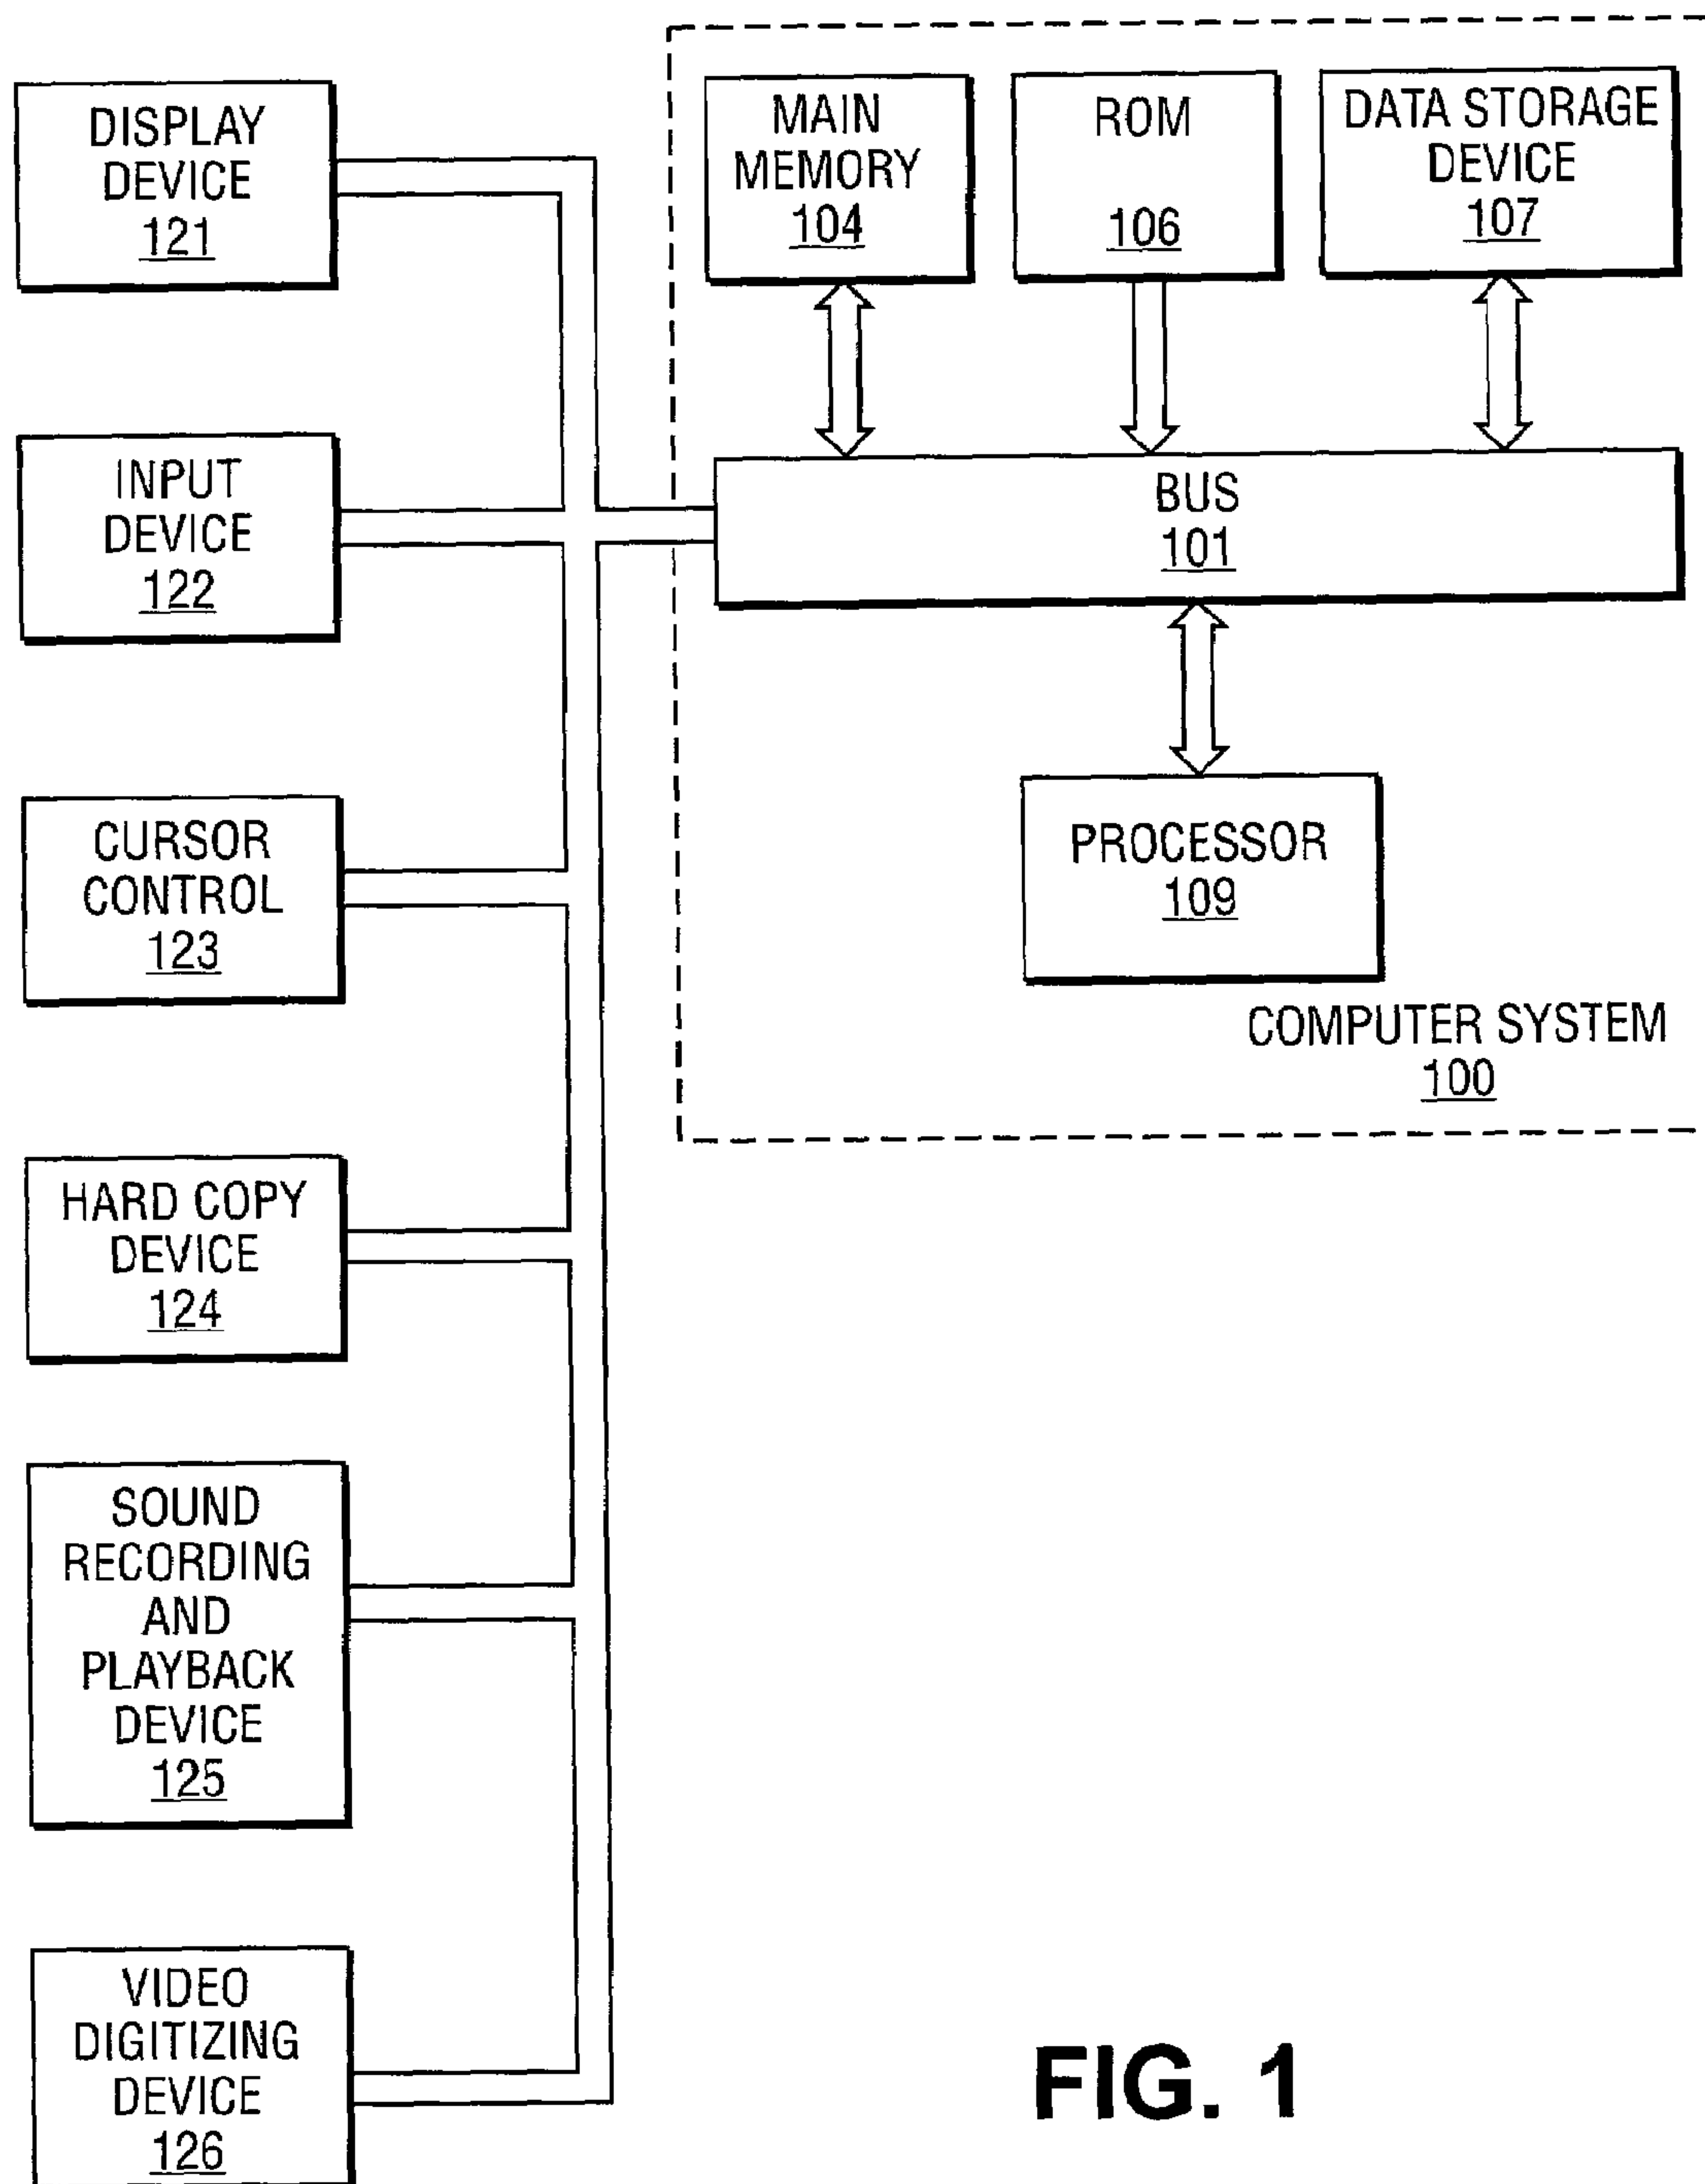 DISPLAY
DEVICE
121
INPUT
DEVICE
122
CURSOR
CONTROL
123
HARD COPY
DEVICE
124
SOUND
RECORDING
AND
PLAYBACK
DEVICE
125
VIDEO
DIGITIZING
DEVICE
126
MAIN
MEMORY
104
ROM
106
DATA STORAGE
DEVICE
107
BUS
101
PROCESSOR
109
COMPUTER SYSTEM
100
FIG. 1